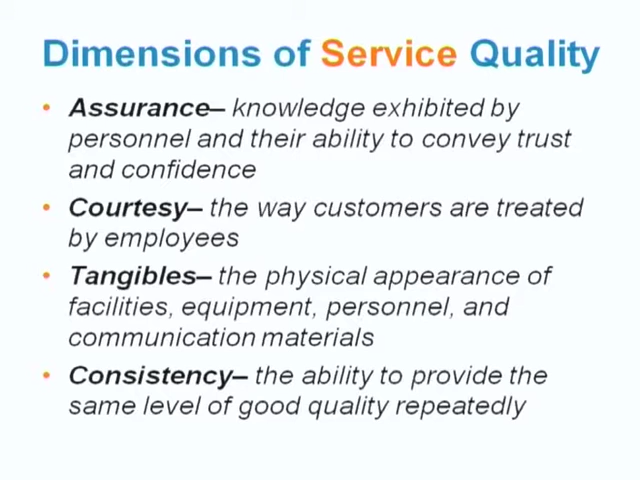 Dimensions of Service Quality
• Assurance– knowledge exhibited by
personnel and their ability to convey trust
and confidence
• Courtesy– the way customers are treated
by employees
• Tangibles– the physical appearance of
facilities, equipment, personnel, and
communication materials
• Consistency– the ability to provide the
same level of good quality repeatedly